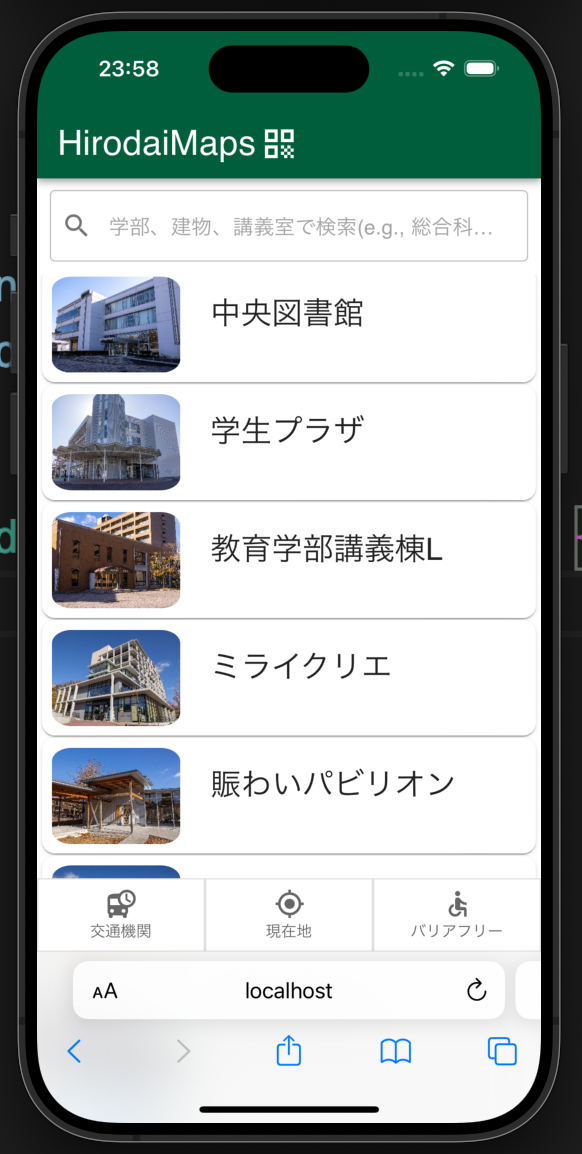 23:58
HirodaiMaps
学部、建物、講義室で検索(e.g., 総合科...
中央図書館
学生プラザ
教育学部講義棟L
ミライクリエ
賑わいパビリオン
交通機関
現在地
バリアフリー
AA
localhost